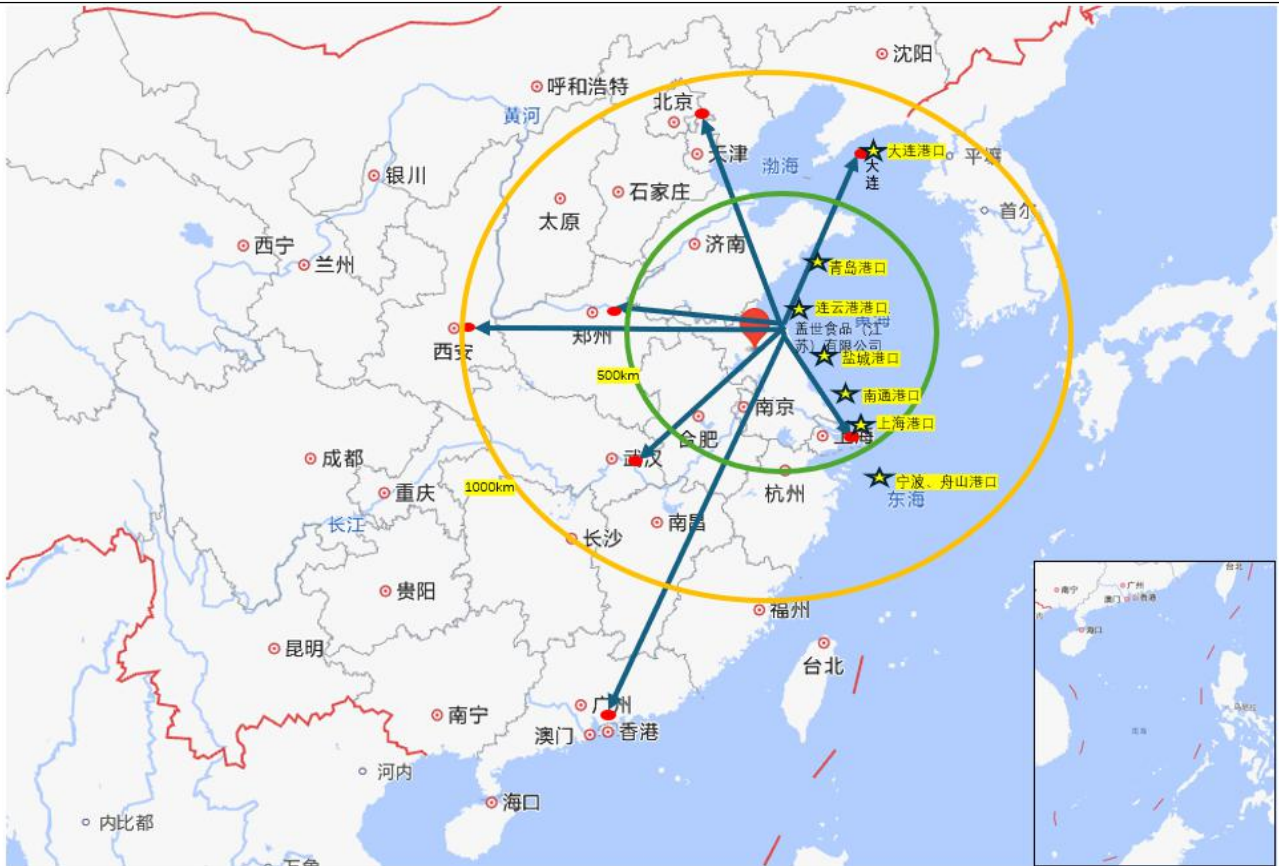 沈阳
呼和浩特
北京
黄河
大连港口
平壤
天津
渤海
大
连
银川
石家庄
太原
首尔
西宁
济南
兰州
青岛港口
连云港港口
郑州
盖世食品（江
苏）有限公司
西安
盐城港口
500km
南通港口
南京
上海港口
合肥
上海
成都
武汉
杭州
宁波、舟山港口
1000km
重庆
东海
长江
南昌
长沙
贵阳
福州
昆明
台北
广州
南宁
澳门
香港
河内
海口
内比都
万象
台北
广州
南宁
澳门
香港
海口
南海